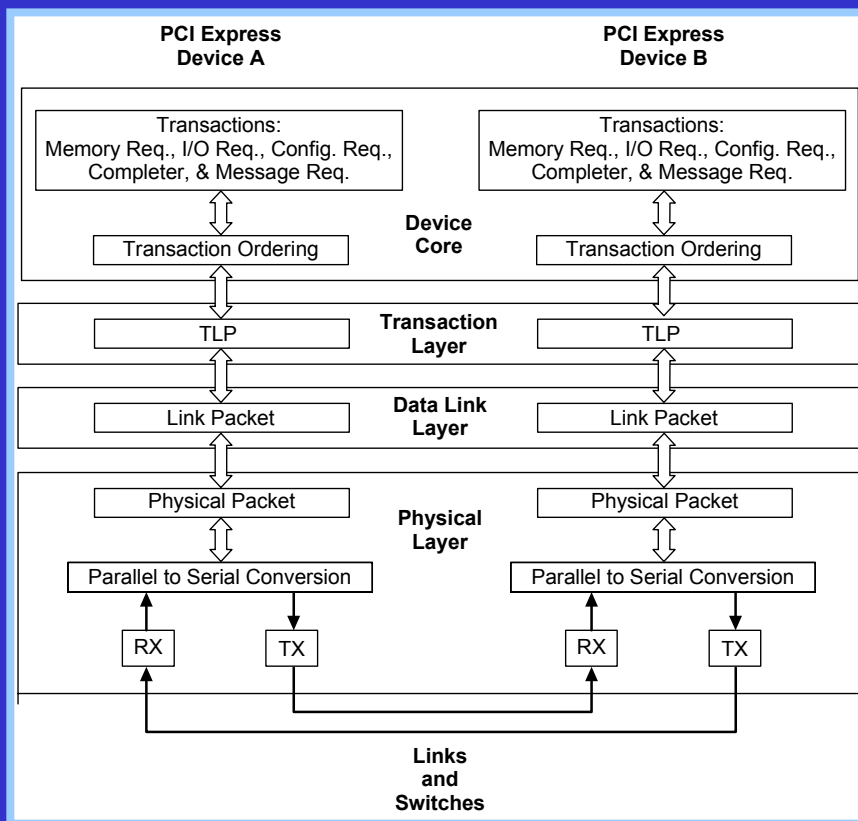 PCI Express
Device A
PCI Express
Device B
Transactions:
Memory Req., I/O Req., Config. Req.,
Completer, & Message Req.
Transactions:
Memory Req., I/O Req., Config. Req.,
Completer, & Message Req.
Device
Core
Transaction Ordering
Transaction Ordering
TLP
Transaction
Layer
TLP
Link Packet
Data Link
Layer
Link Packet
Physical Packet
Physical
Layer
Physical Packet
Parallel to Serial Conversion
Parallel to Serial Conversion
RX
TX
RX
TX
Links
and
Switches